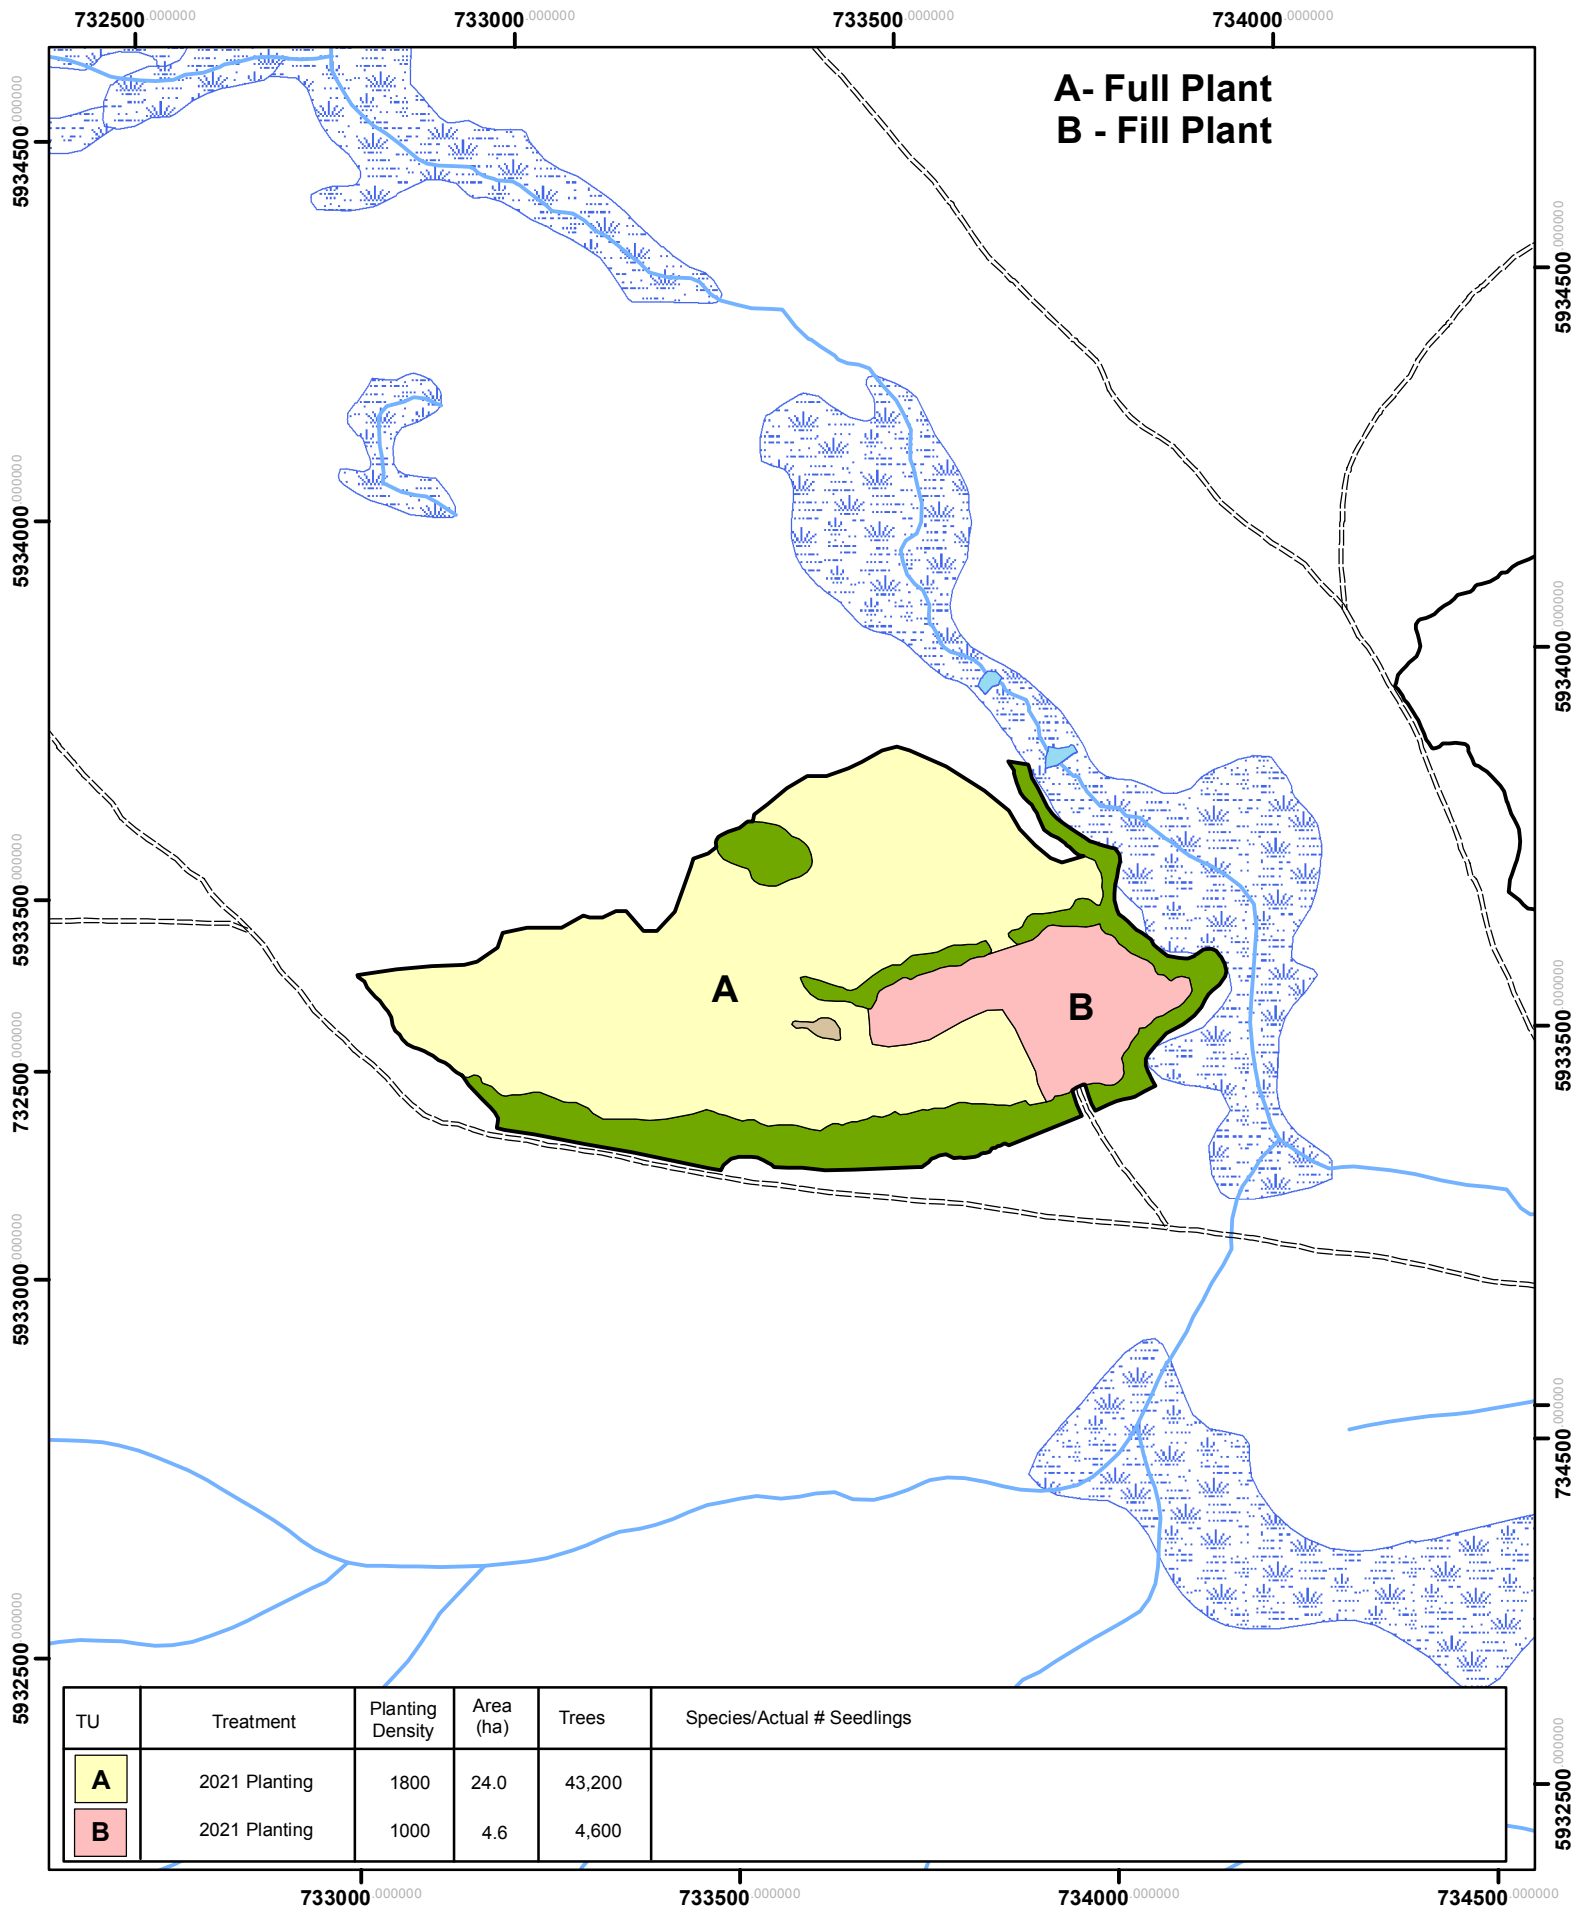 732500.000000 733000.000000 733500.000000 734000.000000
A- Full Plant
B - Fill Plant
5934500.000000
5934500.000000
5934000.000000
5934000.000000
5933500.000000
A
B
5933500.000000
732500.000000
5933000.000000
734500.000000
5932500.000000
5932500.000000
TU Treatment Planting Density Area (ha) Trees Species/Actual # Seedlings
A 2021 Planting 1800 24.0 43,200
B 2021 Planting 1000 4.6 4,600
733000.000000 733500.000000 734000.000000 734500.000000